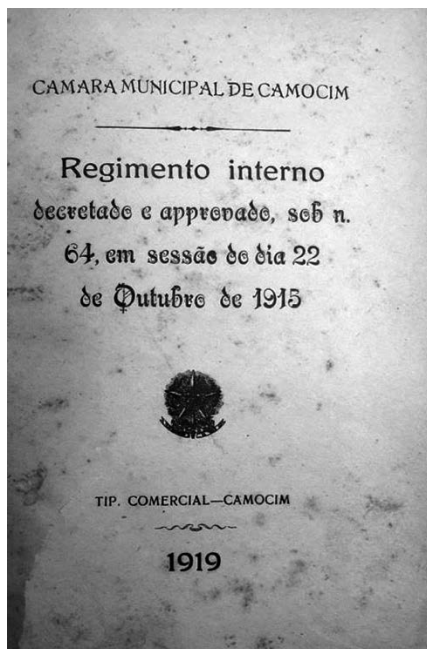 CAMARA MUNICIPAL DE CAMOCIM
Regimento interno
decretado e approvado, sob n.
64, em sessão do dia 22
de Outubro de 1915
TIP. COMERCIAL—CAMOCIM
1919